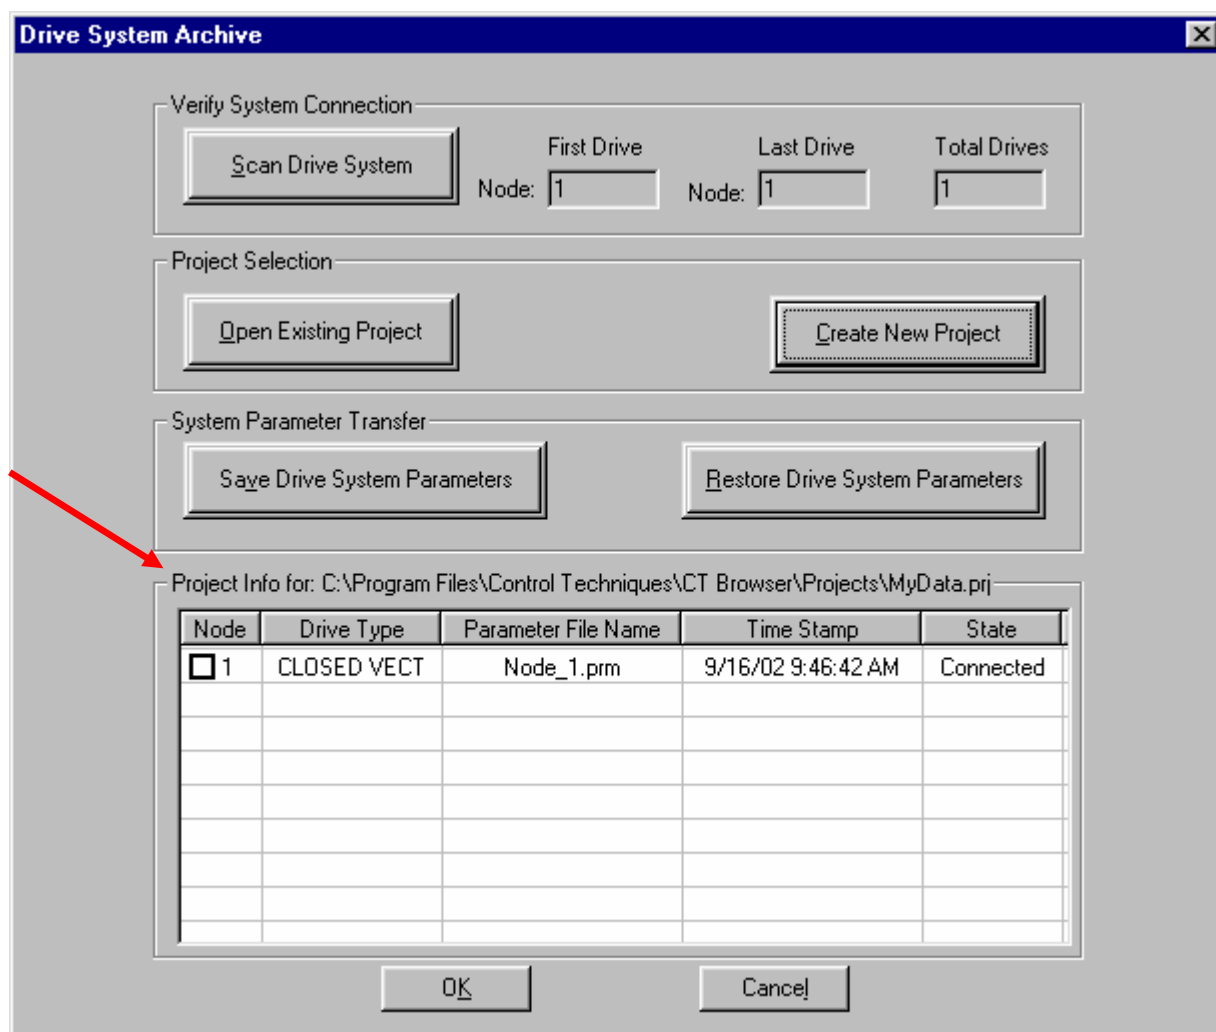 Drive System Archive
Verify System Connection
Scan Drive System
First Drive
Last Drive
Total Drives
Node: 1
Node: 1
1
Project Selection
Open Existing Project
Create New Project
System Parameter Transfer
Save Drive System Parameters
Restore Drive System Parameters
Project Info for: C:\Program Files\Control Techniques\CT Browser\Projects\MyData.prj
Node Drive Type Parameter File Name Time Stamp State
1 CLOSED VECT Node_1.prm 9/16/02 9:46:42 AM Connected
OK
Cancel